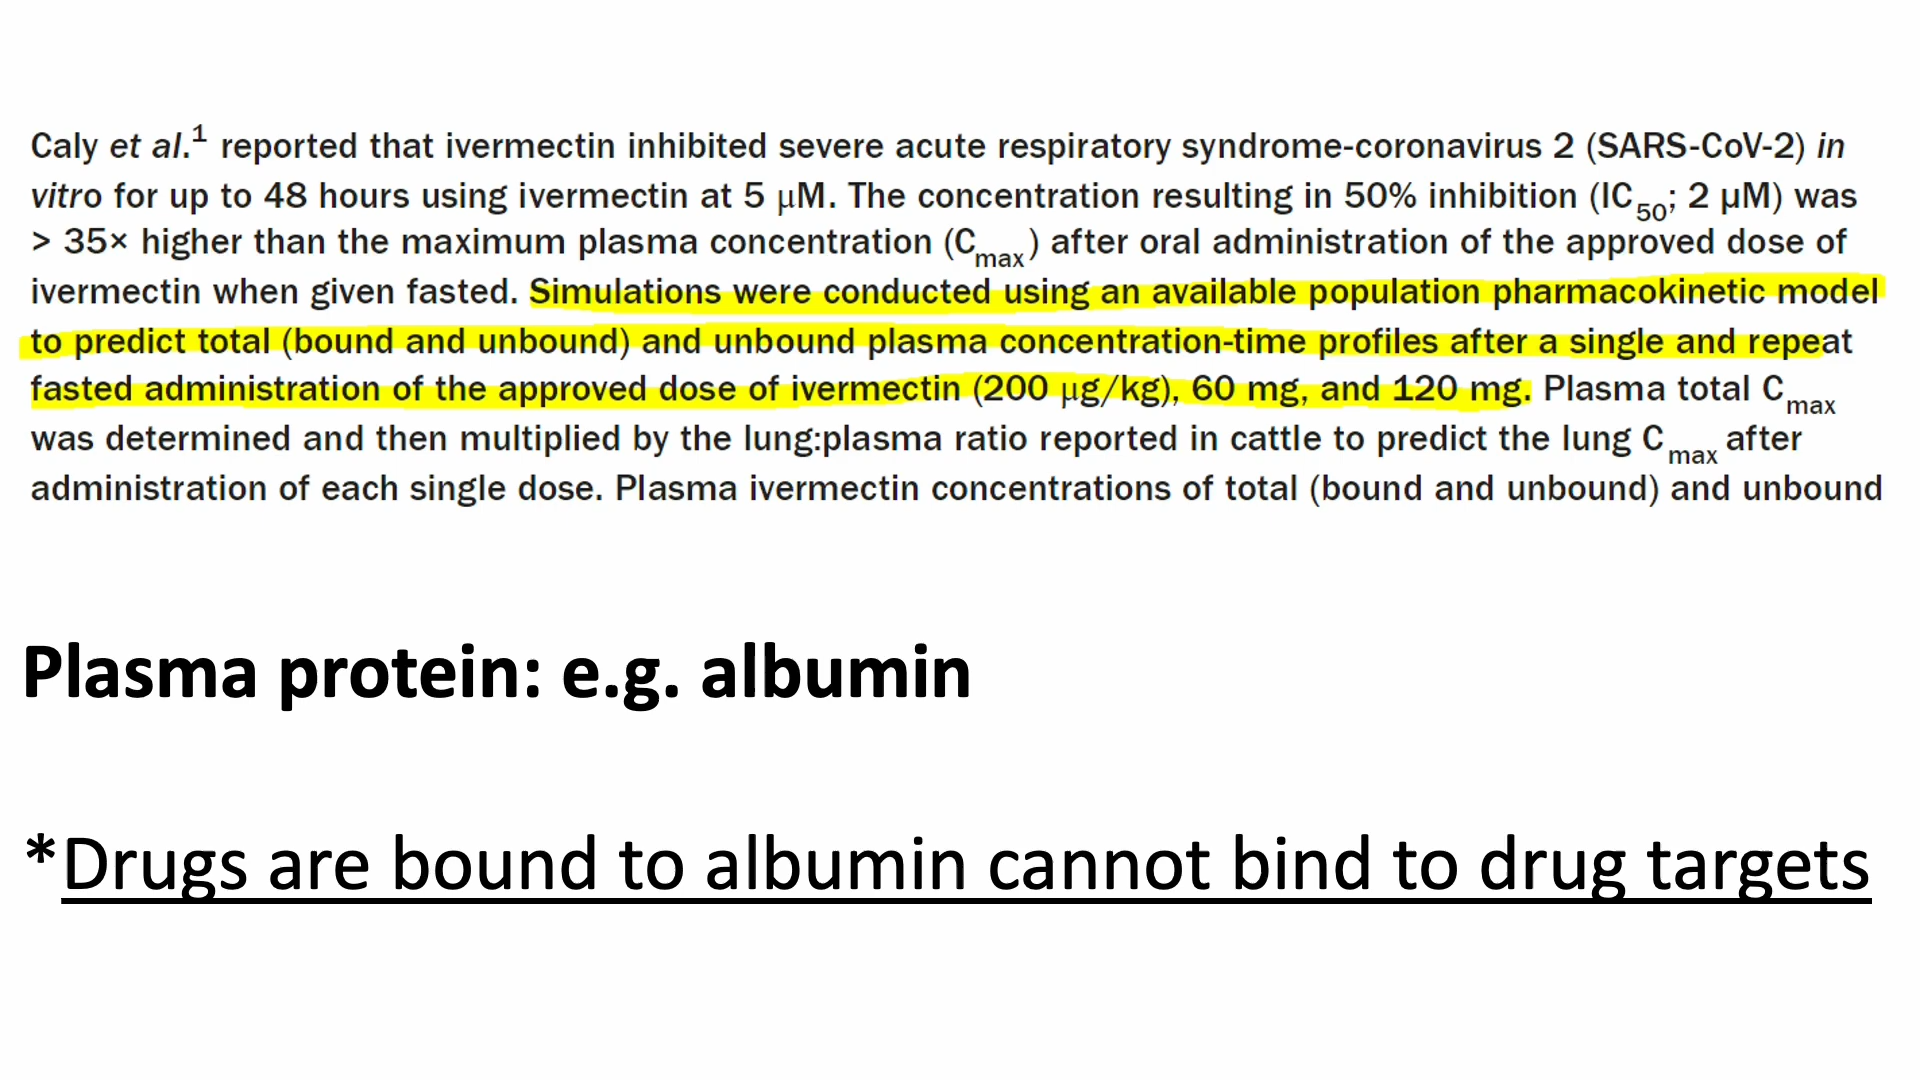 Caly et al.1 reported that ivermectin inhibited severe acute respiratory syndrome-coronavirus 2 (SARS-CoV-2) in
vitro for up to 48 hours using ivermectin at 5 μM. The concentration resulting in 50% inhibition (IC50; 2 μM) was
> 35× higher than the maximum plasma concentration (Cmax) after oral administration of the approved dose of
ivermectin when given fasted. Simulations were conducted using an available population pharmacokinetic model
to predict total (bound and unbound) and unbound plasma concentration-time profiles after a single and repeat
fasted administration of the approved dose of ivermectin (200 μg/kg), 60 mg, and 120 mg. Plasma total Cmax
was determined and then multiplied by the lung:plasma ratio reported in cattle to predict the lung Cmax after
administration of each single dose. Plasma ivermectin concentrations of total (bound and unbound) and unbound
Plasma protein: e.g. albumin
*Drugs are bound to albumin cannot bind to drug targets